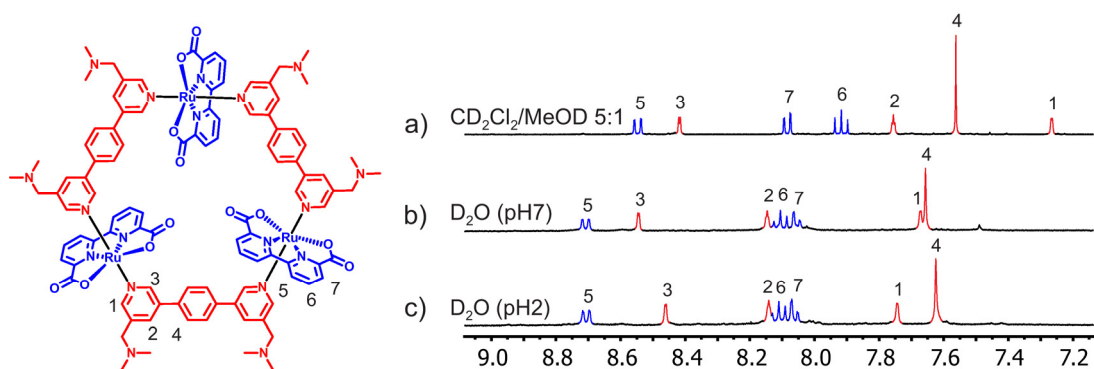 O
O
O
O
N
N
N
N
N
Ru
N
N
O
O
N
N
O
O
O
O
N
Ru
N
N
O
O
N
O
O
N
Ru
N
N
O
O
N
1
2
3
4
5
6
7
N
N
4
5 3 7 6 2 1
a) CD2Cl2/MeOD 5:1
4
5 3 2 6 7 1
b) D2O (pH7)
4
5 3 2 6 7 1
c) D2O (pH2)
9.0 8.8 8.6 8.4 8.2 8.0 7.8 7.6 7.4 7.2